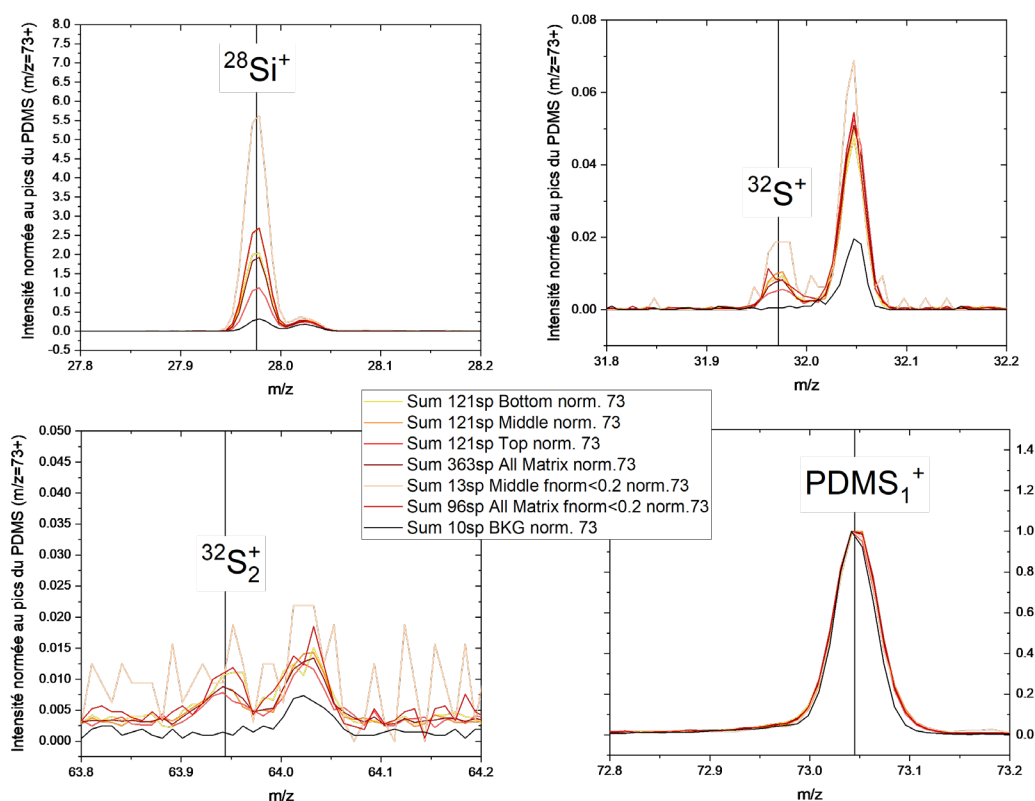 Intensité normée au pics du PDMS (m/z=73+)
8.0
7.5
7.0
6.5
6.0
5.5
5.0
4.5
4.0
3.5
3.0
2.5
2.0
1.5
1.0
0.5
0.0
-0.5
²⁸Si⁺
27.8 27.9 28.0 28.1 28.2
m/z
Intensité normée au pics du PDMS (m/z=73+)
0.08
0.06
0.04
0.02
0.00
³²S⁺
31.8 31.9 32.0 32.1 32.2
m/z
Sum 121sp Bottom norm. 73
Sum 121sp Middle norm. 73
Sum 121sp Top norm. 73
Sum 363sp All Matrix norm.73
Sum 13sp Middle fnorm<0.2 norm.73
Sum 96sp All Matrix fnorm<0.2 norm.73
Sum 10sp BKG norm. 73
Intensité normée au pics du PDMS (m/z=73+)
0.050
0.045
0.040
0.035
0.030
0.025
0.020
0.015
0.010
0.005
0.000
³²S₂⁺
63.8 63.9 64.0 64.1 64.2
m/z
PDMS₁⁺
1.4
1.2
1.0
0.8
0.6
0.4
0.2
0.0
72.8 72.9 73.0 73.1 73.2
m/z